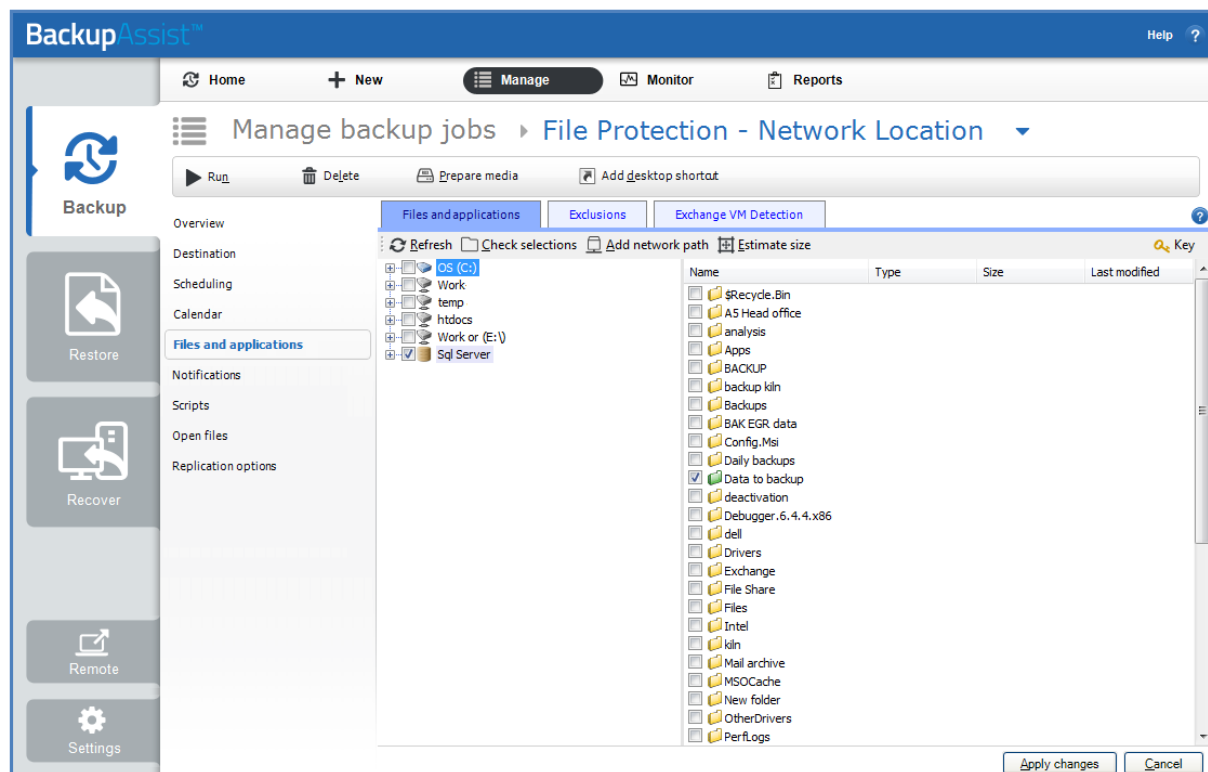 BackupAssist™
Help ?
Home New Manage Monitor Reports
Manage backup jobs File Protection - Network Location
Run Delete Prepare media Add desktop shortcut
Backup
Restore
Recover
Remote
Settings
Overview
Destination
Scheduling
Calendar
Files and applications
Notifications
Scripts
Open files
Replication options
Files and applications Exclusions Exchange VM Detection ?
Refresh Check selections Add network path Estimate size Key
OS (C:)
Work
temp
htdocs
Work or (E:\)
Sql Server
Name Type Size Last modified
$Recycle.Bin
A5 Head office
analysis
Apps
BACKUP
backup kiln
Backups
BAK EGR data
Config.Msi
Daily backups
Data to backup
deactivation
Debugger.6.4.4.x86
dell
Drivers
Exchange
File Share
Files
Intel
kiln
Mail archive
MSOCache
New folder
OtherDrivers
PerfLogs
Apply changes Cancel